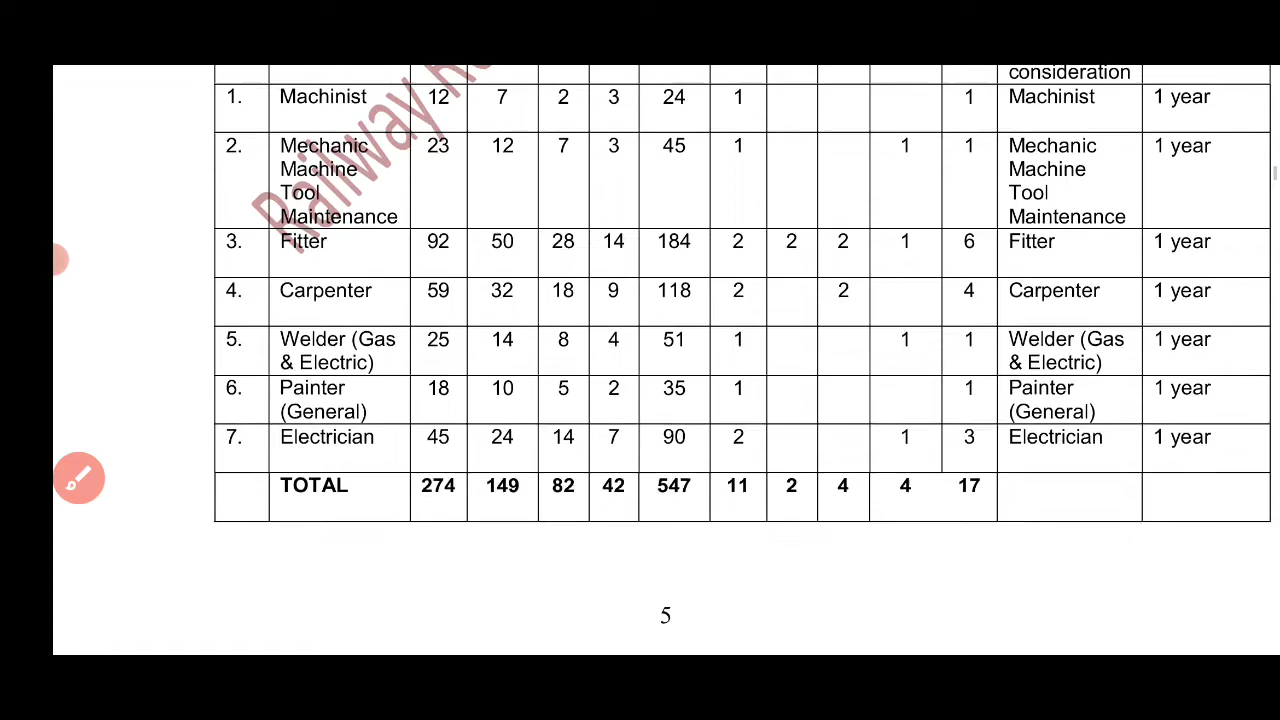 consideration
1. Machinist 12 7 2 3 24 1 1 Machinist 1 year
2. Mechanic 23 12 7 3 45 1 1 1 Mechanic 1 year
Machine Machine
Tool Tool
Maintenance Maintenance
3. Fitter 92 50 28 14 184 2 2 2 1 6 Fitter 1 year
4. Carpenter 59 32 18 9 118 2 2 4 Carpenter 1 year
5. Welder (Gas 25 14 8 4 51 1 1 1 Welder (Gas 1 year
& Electric) & Electric)
6. Painter 18 10 5 2 35 1 1 Painter 1 year
(General) (General)
7. Electrician 45 24 14 7 90 2 1 3 Electrician 1 year
TOTAL 274 149 82 42 547 11 2 4 4 17
Railway
5